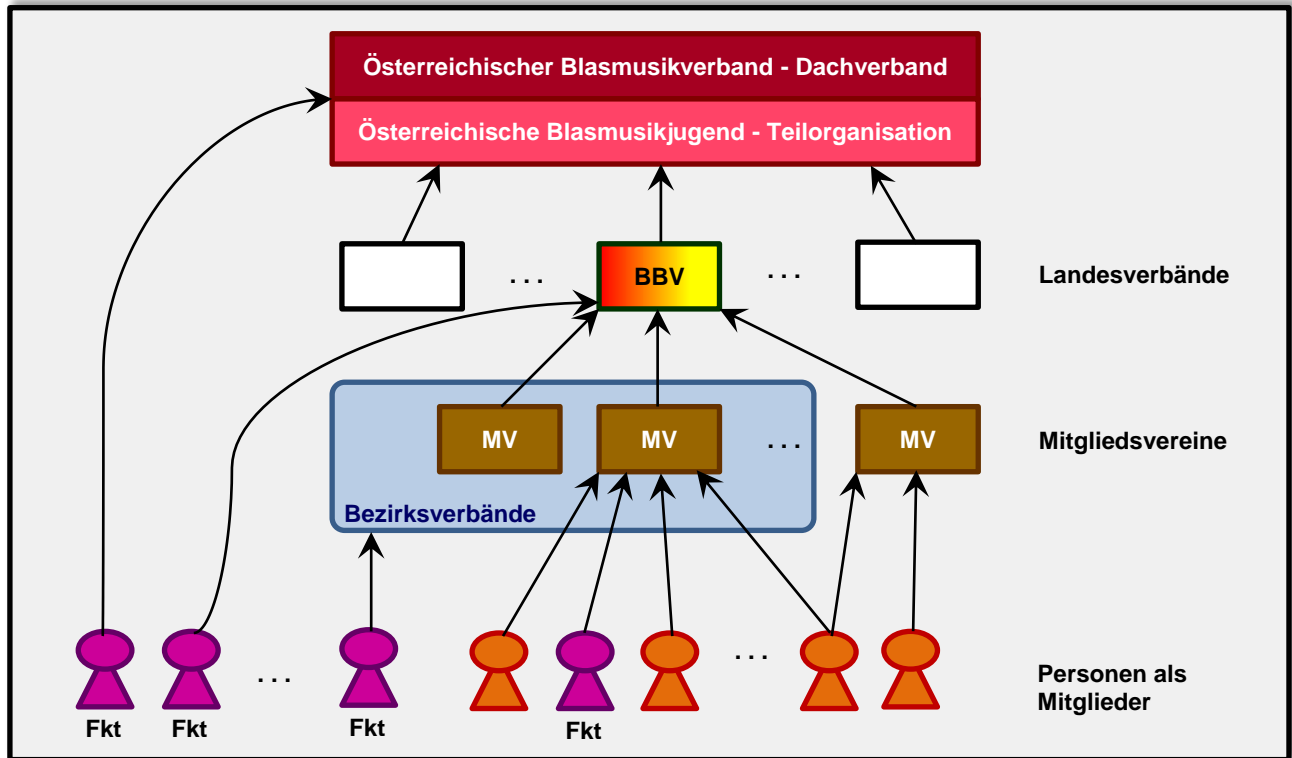 Österreichischer Blasmusikverband - Dachverband
Österreichische Blasmusikjugend - Teilorganisation
. . .
BBV
. . .
Landesverbände
MV
MV
. . .
MV
Mitgliedsvereine
Bezirksverbände
. . .
. . .
Personen als
Mitglieder
Fkt
Fkt
Fkt
Fkt